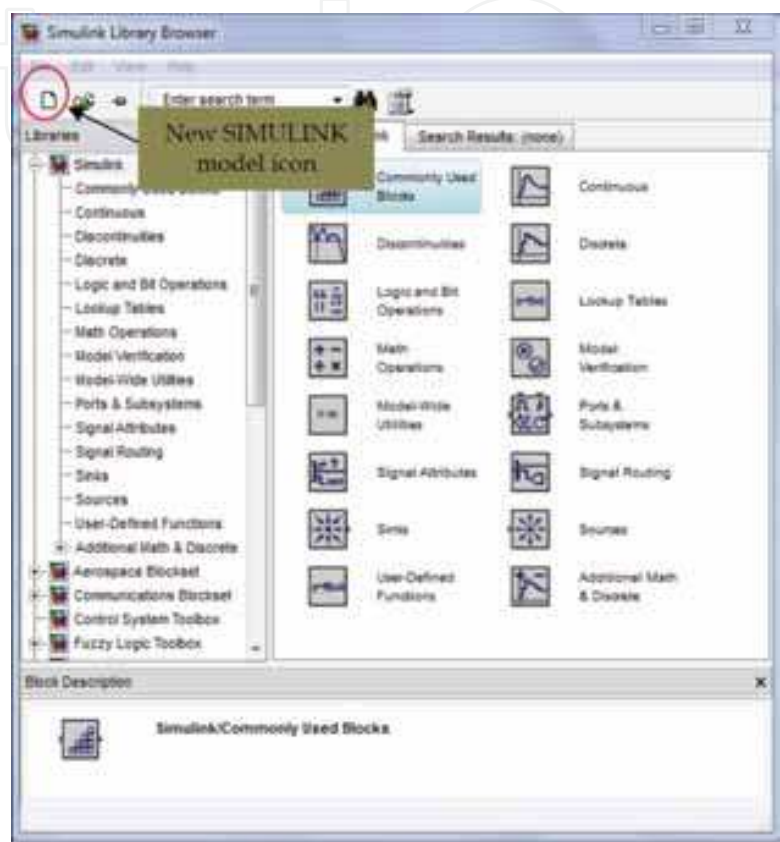 Simulink Library Browser
Edit View Help
Enter search term
Libraries
Search Results: (none)
New SIMULINK
model icon
Simulink
Commonly
Continuous
Discontinuities
Discrete
Logic and Bit Operations
Lookup Tables
Math Operations
Model Verification
Model-Wide Utilities
Ports & Subsystems
Signal Attributes
Signal Routing
Sinks
Sources
User-Defined Functions
Additional Math & Discrete
Aerospace Blockset
Communications Blockset
Control System Toolbox
Fuzzy Logic Toolbox
Commonly Used
Blocks
Continuous
Discontinuities
Discrete
Logic and Bit
Operations
Lookup Tables
Math
Operations
Model
Verification
Model-Wide
Utilities
Ports &
Subsystems
Signal Attributes
Signal Routing
Sinks
Sources
User-Defined
Functions
Additional Math
& Discrete
Block Description
Simulink/Commonly Used Blocks